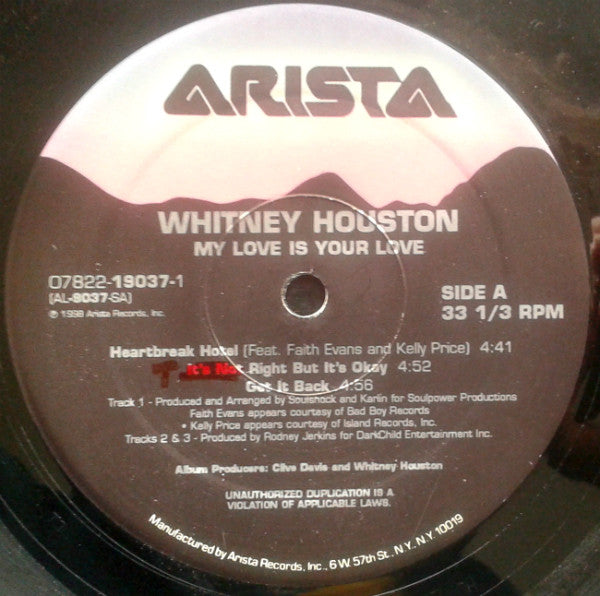 ARISTA
WHITNEY HOUSTON
MY LOVE IS YOUR LOVE
07822-19037-1
(AL-9037-SA)
℗ 1998 Arista Records, Inc.
SIDE A
33 1/3 RPM
Heartbreak Hotel (Feat. Faith Evans and Kelly Price) 4:41
It's Not Right But It's Okay 4:52
Get It Back 4:56
Track 1 - Produced and Arranged by Soulshock and Karlin for Soulpower Productions
Faith Evans appears courtesy of Bad Boy Records
• Kelly Price appears courtesy of Island Records, Inc.
Tracks 2 & 3 - Produced by Rodney Jerkins for DarkChild Entertainment Inc.
Album Producers: Clive Davis and Whitney Houston
UNAUTHORIZED DUPLICATION IS A
VIOLATION OF APPLICABLE LAWS.
Manufactured by Arista Records, Inc., 6 W. 57th St., N.Y. N.Y. 10019